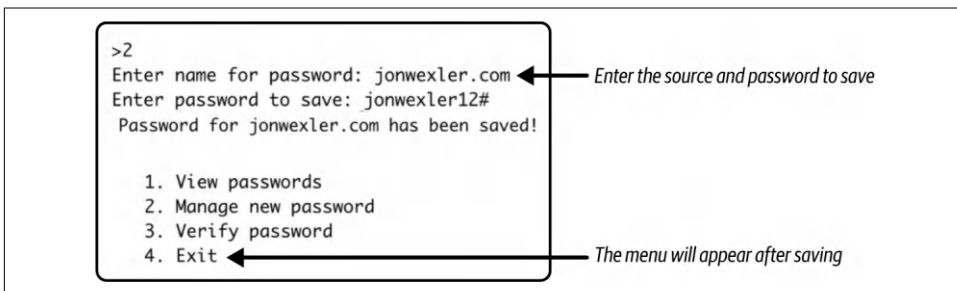 >2
Enter name for password: jonwexler.com
Enter the source and password to save
Enter password to save: jonwexler12#
Password for jonwexler.com has been saved!
1. View passwords
2. Manage new password
3. Verify password
4. Exit
The menu will appear after saving